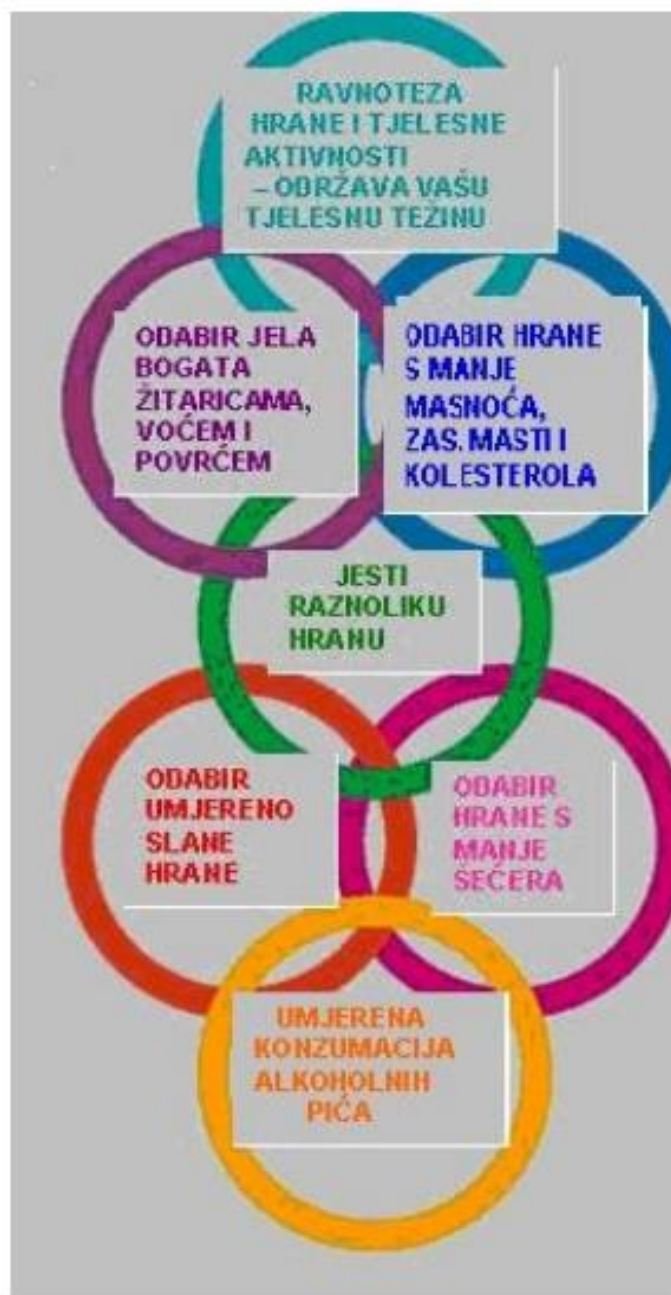 RAVNOTEZA
HRANE I TJELESNE
AKTIVNOSTI
– ODRŽAVA VAŠU
TJELESNU TEŽINU
ODABIR JELA
BOGATA
ŽITARICAMA,
VOĆEM I
POVRĆEM
ODABIR HRANE
S MANJE
MASNOĆA,
ZAS. MASTI I
KOLESTEROLA
JESTI
RAZNOLIKU
HRANU
ODABIR
UMJERENO
SLANE
HRANE
ODABIR
HRANE S
MANJE
ŠEĆERA
UMJERENA
KONZUMACIJA
ALKOHOLNIH
PIĆA